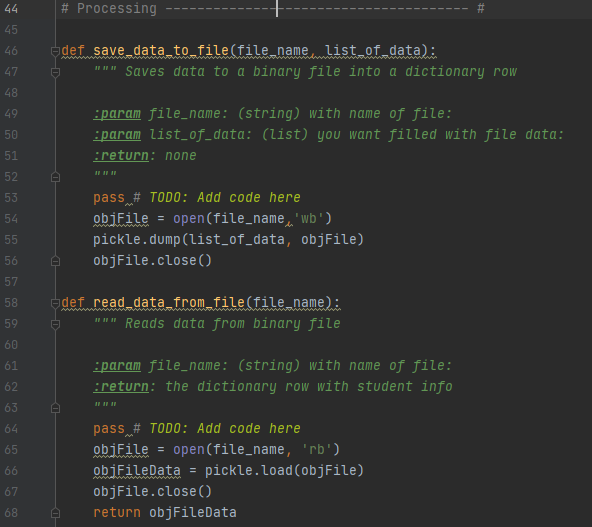 44 # Processing -------------------------------------- #
45
46 def save_data_to_file(file_name, list_of_data):
47 """ Saves data to a binary file into a dictionary row
48
49 :param file_name: (string) with name of file:
50 :param list_of_data: (list) you want filled with file data:
51 :return: none
52 """
53 pass # TODO: Add code here
54 objFile = open(file_name,'wb')
55 pickle.dump(list_of_data, objFile)
56 objFile.close()
57
58 def read_data_from_file(file_name):
59 """ Reads data from binary file
60
61 :param file_name: (string) with name of file:
62 :return: the dictionary row with student info
63 """
64 pass # TODO: Add code here
65 objFile = open(file_name, 'rb')
66 objFileData = pickle.load(objFile)
67 objFile.close()
68 return objFileData